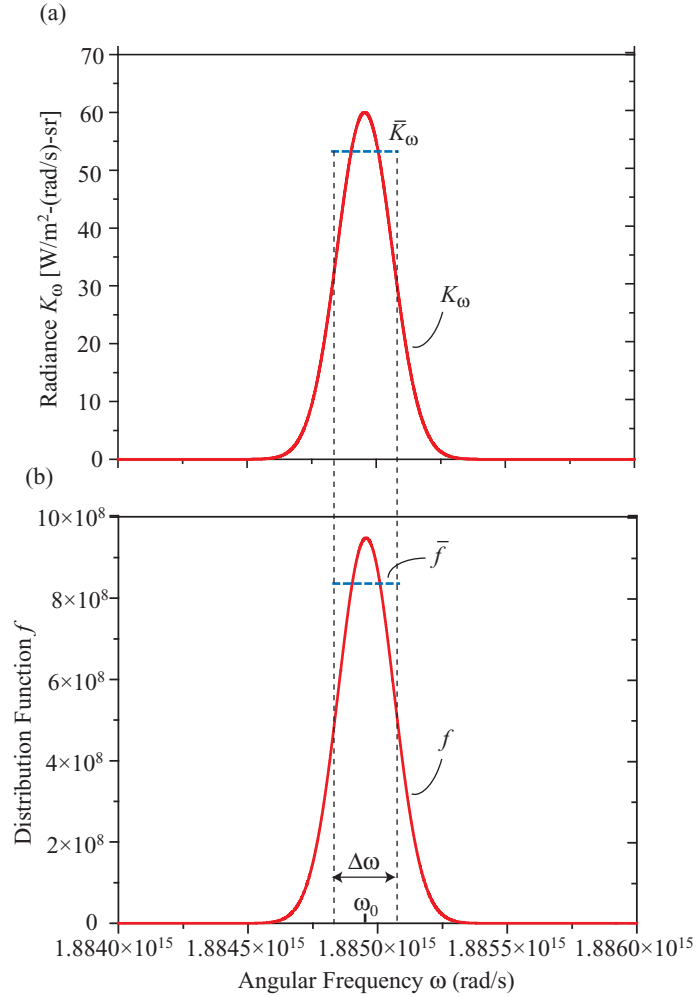 (a)
70
60
50
40
30
20
10
0
Radiance Kω [W/m²-(rad/s)-sr]
K̄ω
Kω
(b)
10×10⁸
8×10⁸
6×10⁸
4×10⁸
2×10⁸
0
Distribution Function f
f̄
f
Δω
ω₀
1.8840×10¹⁵
1.8845×10¹⁵
1.8850×10¹⁵
1.8855×10¹⁵
1.8860×10¹⁵
Angular Frequency ω (rad/s)